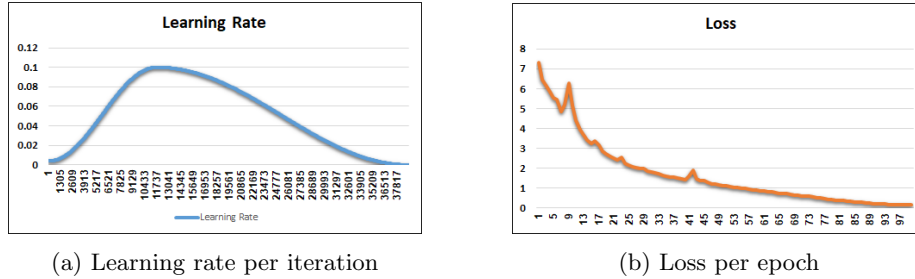 Learning Rate
0.12
0.1
0.08
0.06
0.04
0.02
0
1 1305 2609 3913 5217 6521 7825 9129 10433 11737 13041 14345 15649 16953 18257 19561 20865 22169 23473 24777 26081 27385 28689 29993 31297 32601 33905 35209 36513 37817
Learning Rate
(a) Learning rate per iteration
Loss
8
7
6
5
4
3
2
1
0
1 5 9 13 17 21 25 29 33 37 41 45 49 53 57 61 65 69 73 77 81 85 89 93 97
(b) Loss per epoch